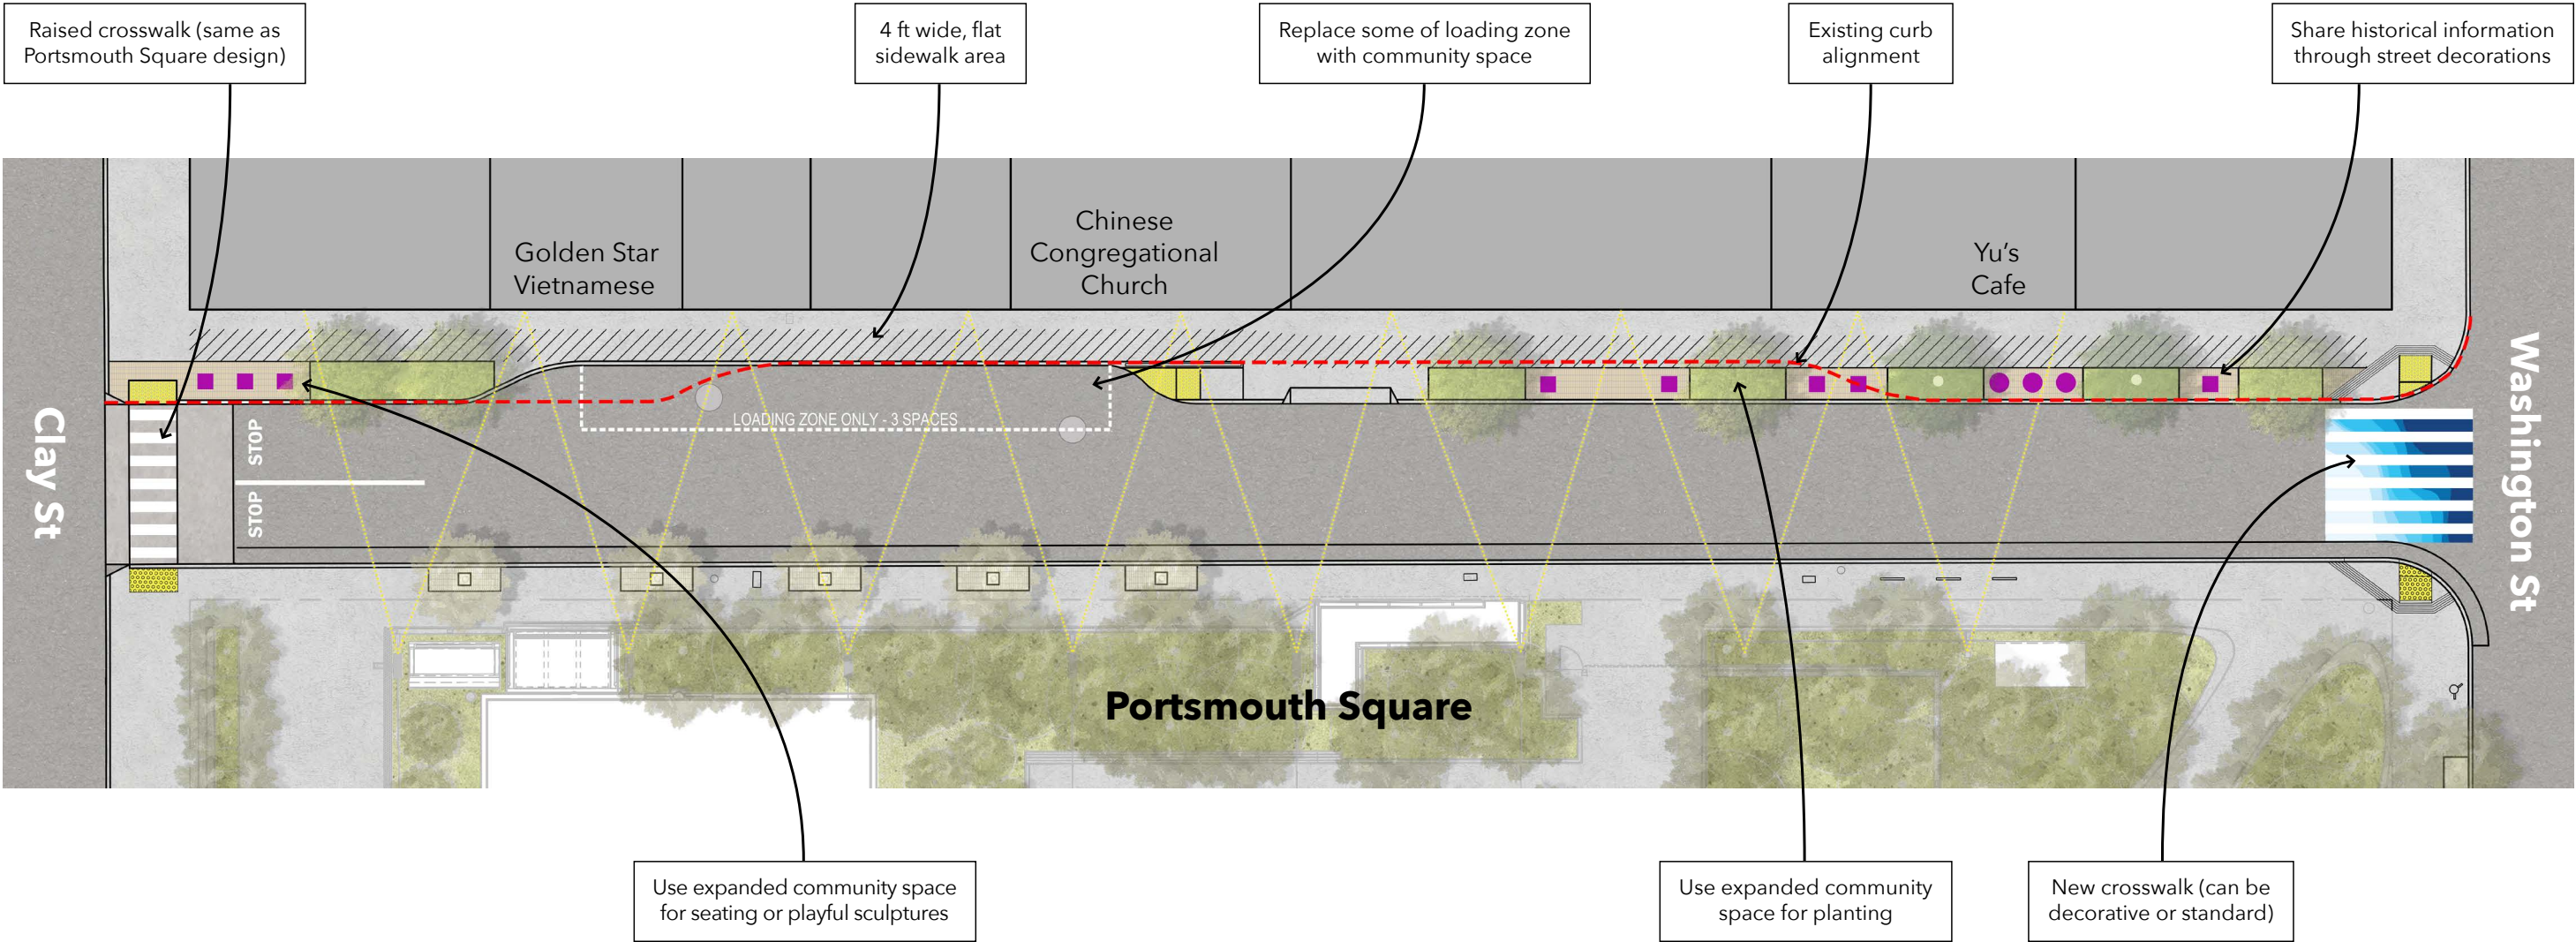 Raised crosswalk (same as
Portsmouth Square design)
4 ft wide, flat
sidewalk area
Replace some of loading zone
with community space
Existing curb
alignment
Share historical information
through street decorations
Golden Star
Vietnamese
Chinese
Congregational
Church
Yu’s
Cafe
Clay St
STOP
STOP
LOADING ZONE ONLY - 3 SPACES
Washington St
Portsmouth Square
Use expanded community space
for seating or playful sculptures
Use expanded community
space for planting
New crosswalk (can be
decorative or standard)